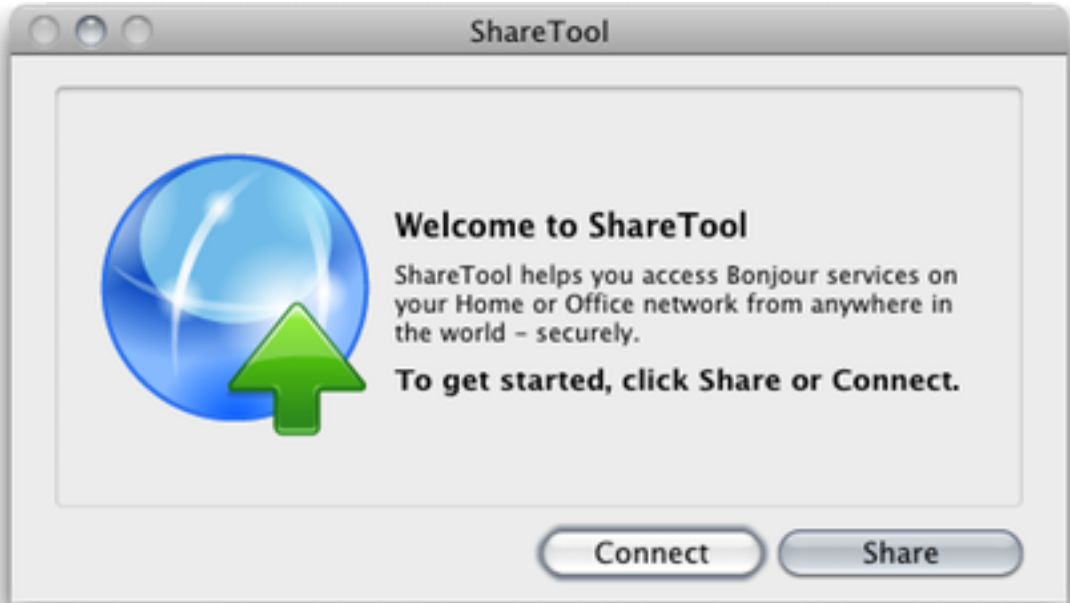 ShareTool
Welcome to ShareTool
ShareTool helps you access Bonjour services on
your Home or Office network from anywhere in
the world – securely.
To get started, click Share or Connect.
Connect
Share